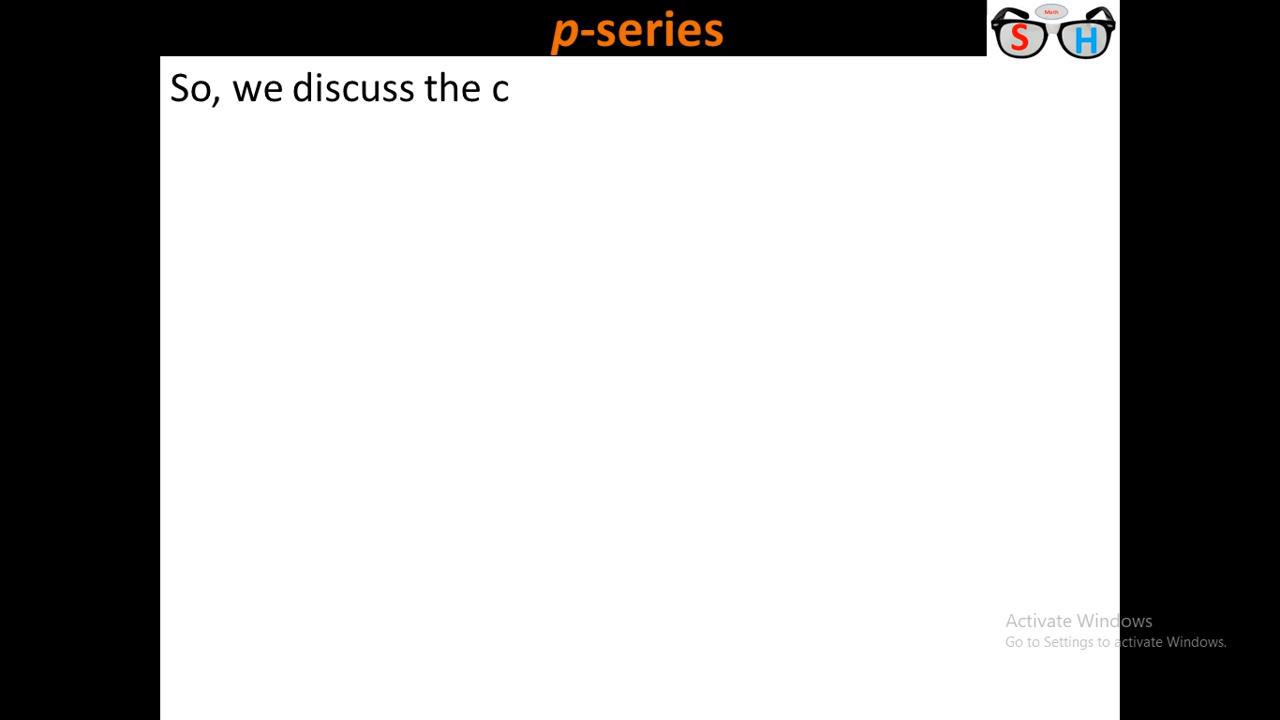 p-series
Math
S H
So, we discuss the c
Activate Windows
Go to Settings to activate Windows.